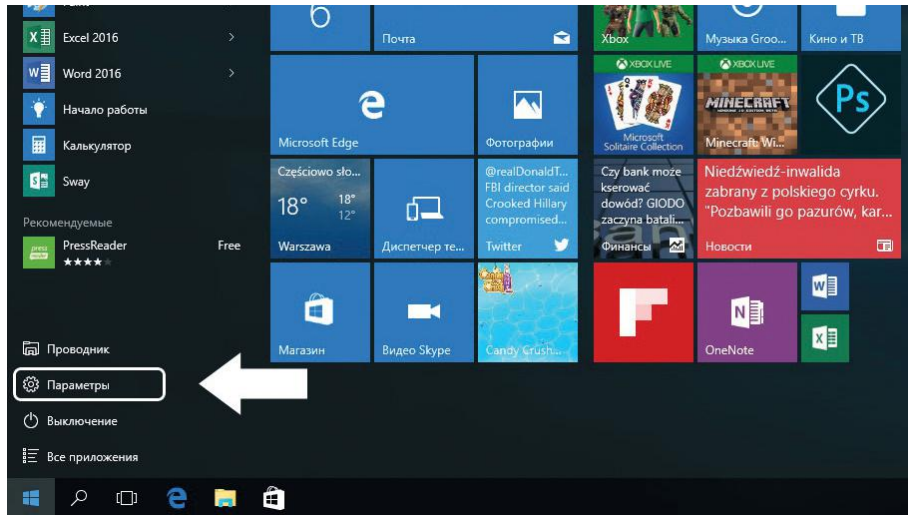 Paint
Excel 2016
Word 2016
Начало работы
Калькулятор
Sway
Рекомендуемые
press reader
PressReader
Free
Проводник
Параметры
Выключение
Все приложения
6
Почта
Microsoft Edge
Фотографии
Częściowo sło...
18°
18°
12°
Warszawa
Диспетчер те...
@realDonaldT...
FBI director said
Crooked Hillary
compromised...
Twitter
Магазин
Видео Skype
Candy Crush...
Xbox
Музыка Groo...
Кино и ТВ
XBOX LIVE
Microsoft
Solitaire Collection
XBOX LIVE
MINECRAFT
Minecraft: Wi...
Ps
Czy bank może
kserować
dowód? GIODO
zaczyna batali...
Финансы
Niedźwiedź-inwalida
zabrany z polskiego cyrku.
"Pozbawili go pazurów, kar...
Новости
OneNote